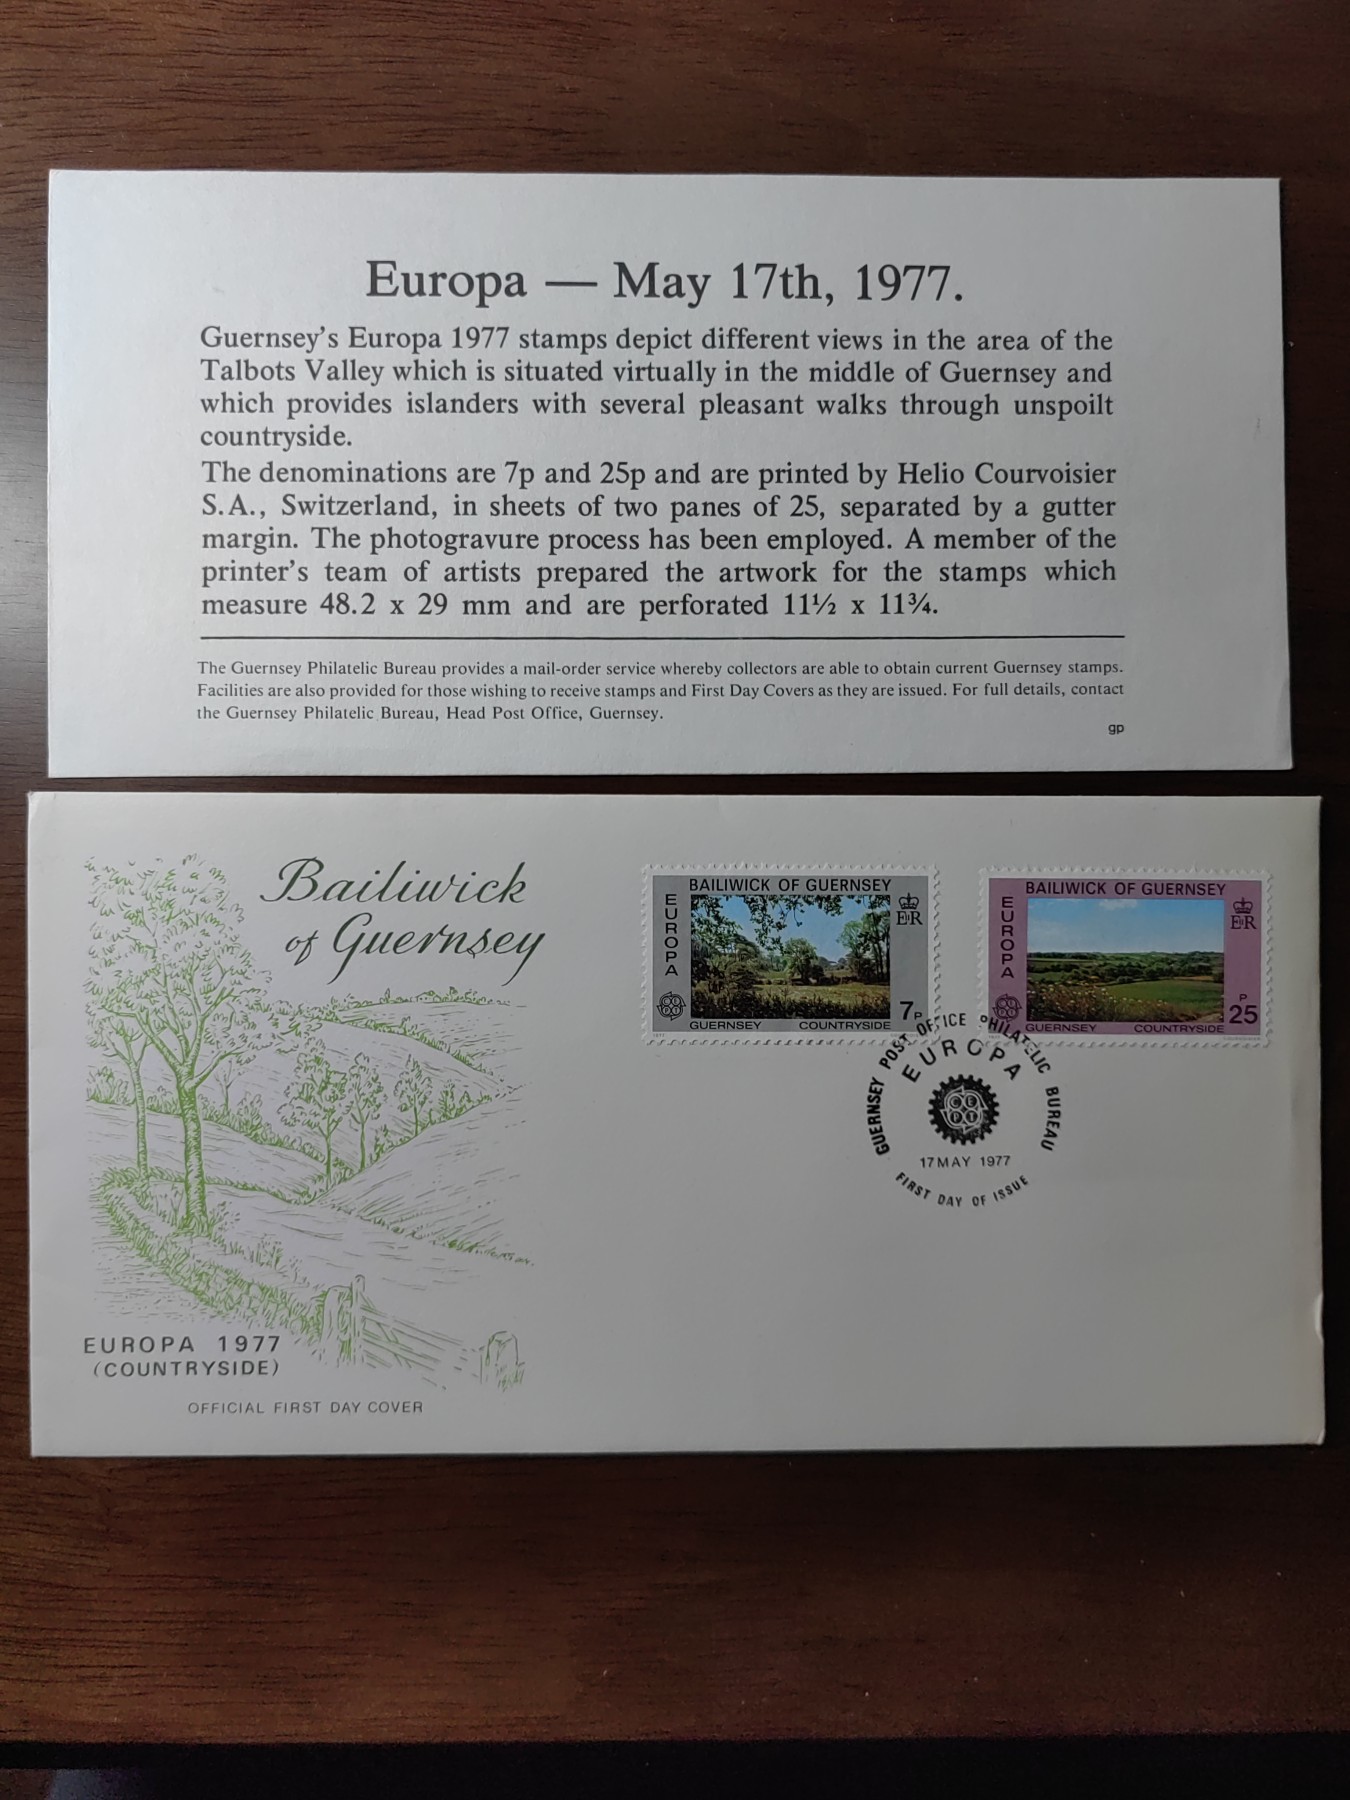 Europa — May 17th, 1977.
Guernsey's Europa 1977 stamps depict different views in the area of the
Talbots Valley which is situated virtually in the middle of Guernsey and
which provides islanders with several pleasant walks through unspoilt
countryside.
The denominations are 7p and 25p and are printed by Helio Courvoisier
S.A., Switzerland, in sheets of two panes of 25, separated by a gutter
margin. The photogravure process has been employed. A member of the
printer's team of artists prepared the artwork for the stamps which
measure 48.2 x 29 mm and are perforated 11½ x 11¾.
The Guernsey Philatelic Bureau provides a mail-order service whereby collectors are able to obtain current Guernsey stamps.
Facilities are also provided for those wishing to receive stamps and First Day Covers as they are issued. For full details, contact
the Guernsey Philatelic Bureau, Head Post Office, Guernsey.
gp
Bailiwick
of Guernsey
EUROPA 1977
(COUNTRYSIDE)
OFFICIAL FIRST DAY COVER
BAILIWICK OF GUERNSEY
EUROPA
EIIR
CEPT
7P
GUERNSEY COUNTRYSIDE
BAILIWICK OF GUERNSEY
EUROPA
EIIR
CEPT
P
25
GUERNSEY COUNTRYSIDE
GUERNSEY POST OFFICE PHILATELIC BUREAU
EUROPA
CEPT
17 MAY 1977
FIRST DAY OF ISSUE